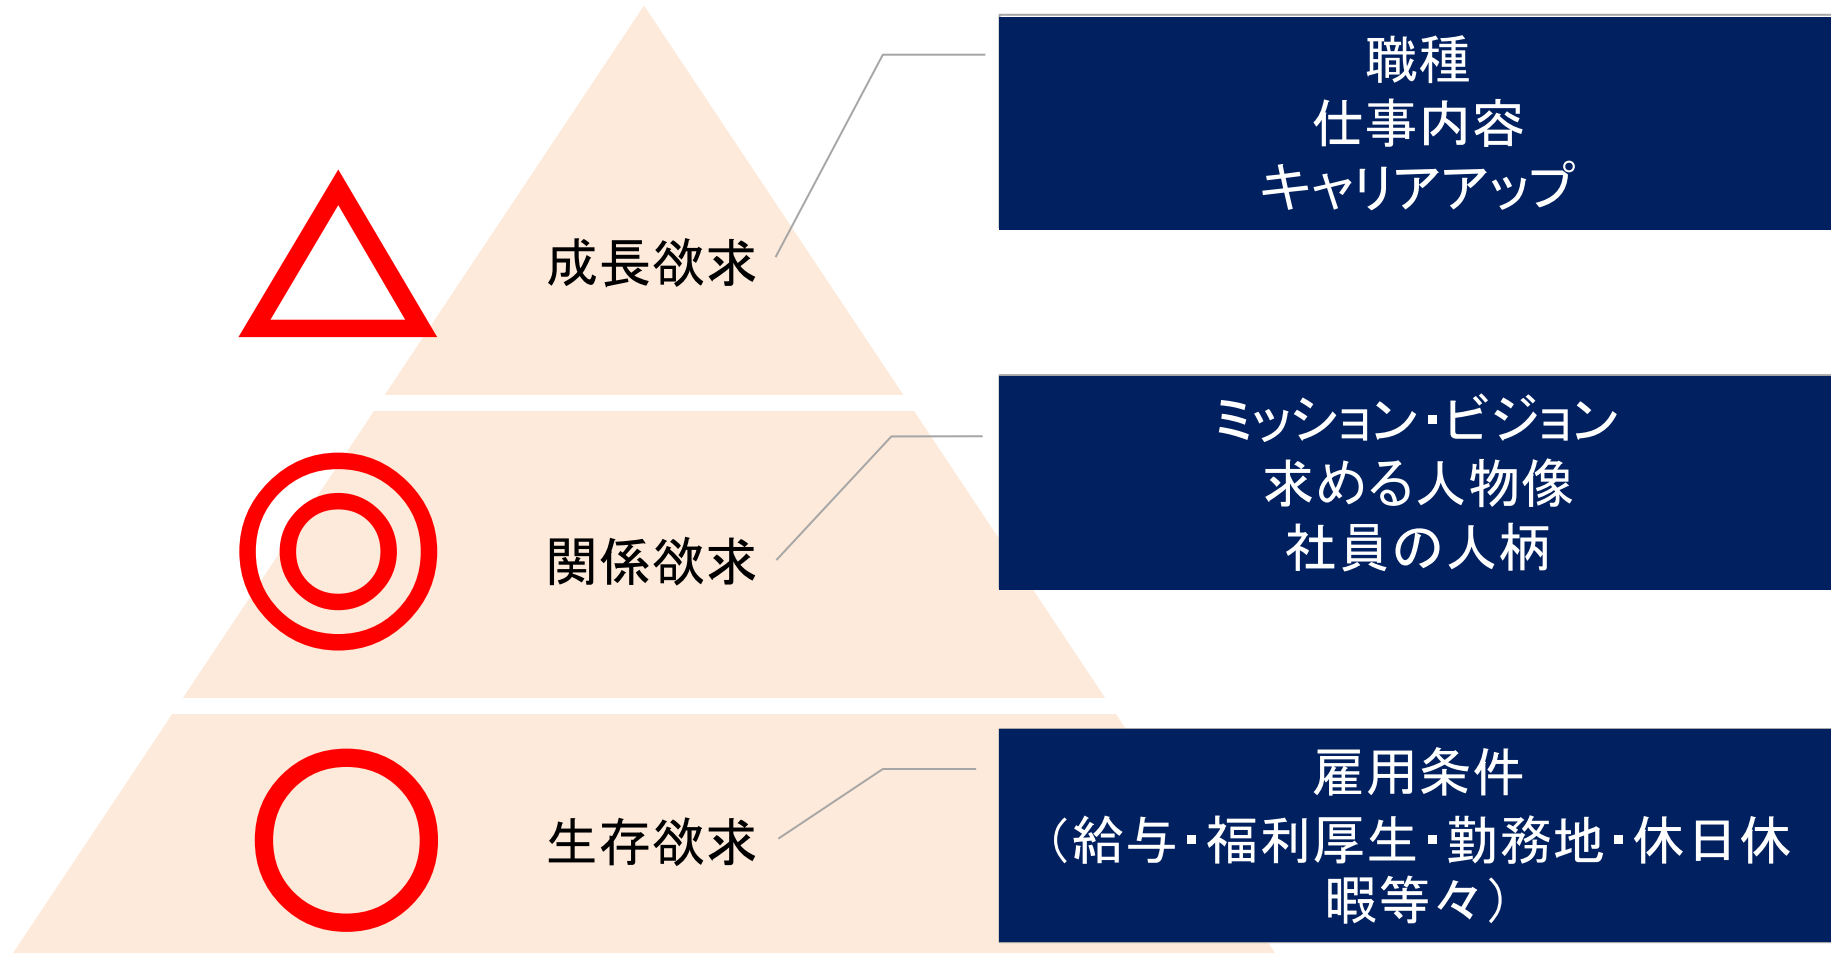 職種
仕事内容
キャリアアップ
成長欲求
ミッション・ビジョン
求める人物像
社員の人柄
関係欲求
雇用条件
（給与・福利厚生・勤務地・休日休
暇等々）
生存欲求